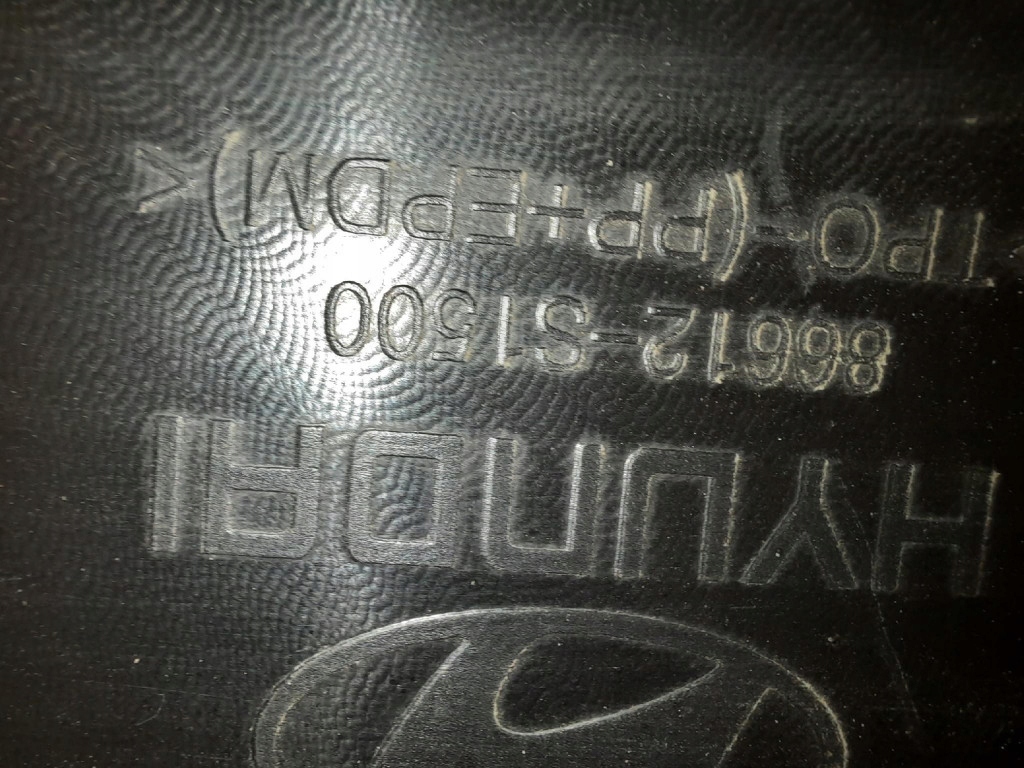 HYUNDAI
86612-S1500
>TPO-(PP+EPDM)<